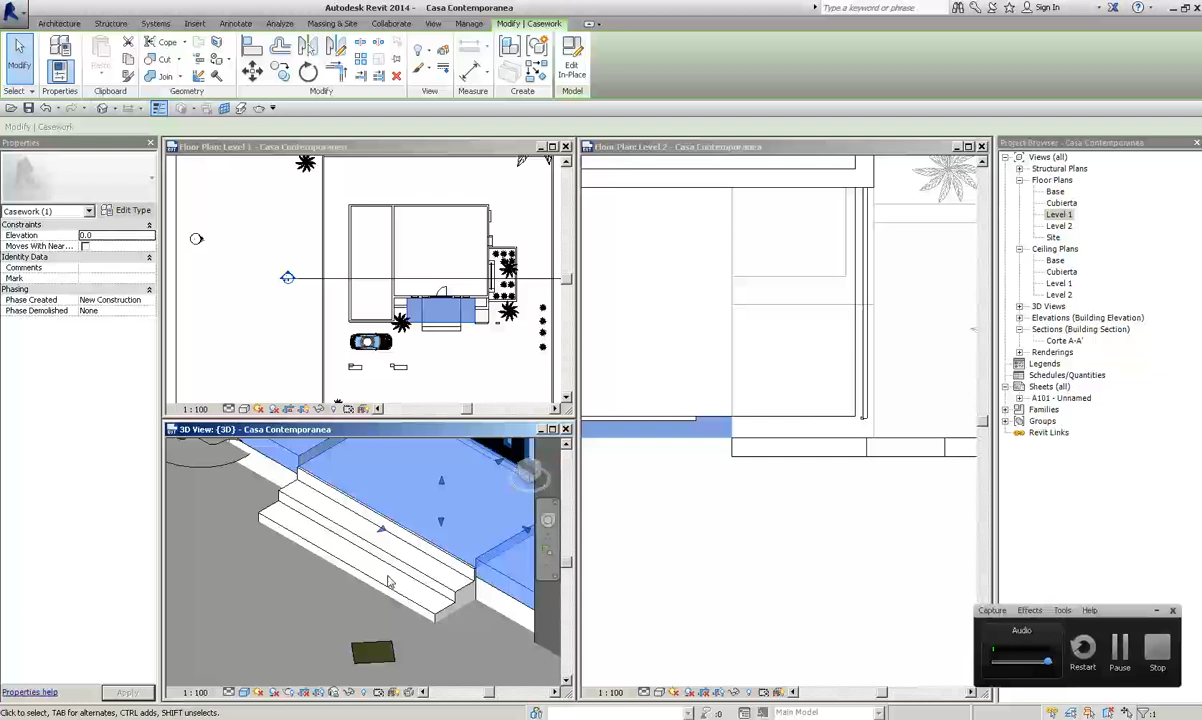 Autodesk Revit 2014 - Casa Contemporanea
Type a keyword or phrase
Sign In
Architecture Structure Systems Insert Annotate Analyze Massing & Site Collaborate View Manage Modify | Casework
Modify
Properties
Paste
Cope
Cut
Join
Edit
In-Place
Select Properties Clipboard Geometry Modify View Measure Create Model
Modify | Casework
Properties
Casework (1)
Edit Type
Constraints
Elevation 0.0
Moves With Near...
Identity Data
Comments
Mark
Phasing
Phase Created New Construction
Phase Demolished None
Properties help
Apply
Floor Plan: Level 1 - Casa Contemporanea
1 : 100
3D View: {3D} - Casa Contemporanea
1 : 100
Floor Plan: Level 2 - Casa Contemporanea
1 : 100
Project Browser - Casa Contemporanea
Views (all)
Structural Plans
Floor Plans
Base
Cubierta
Level 1
Level 2
Site
Ceiling Plans
Base
Cubierta
Level 1
Level 2
3D Views
Elevations (Building Elevation)
Sections (Building Section)
Corte A-A'
Renderings
Legends
Schedules/Quantities
Sheets (all)
A101 - Unnamed
Families
Groups
Revit Links
Capture Effects Tools Help
Audio
Restart
Pause
Stop
Click to select, TAB for alternates, CTRL adds, SHIFT unselects.
:0
Main Model
:1